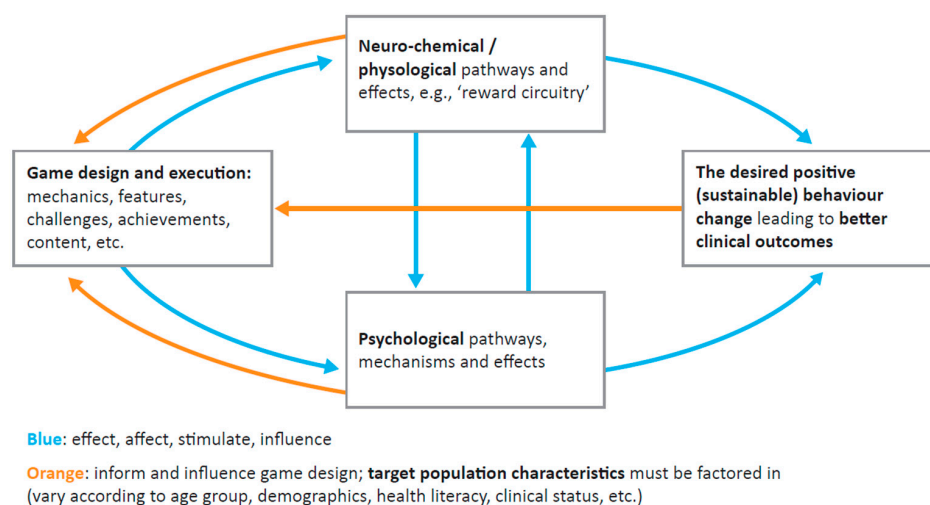 Neuro-chemical /
physological pathways and
effects, e.g., ‘reward circuitry’
Game design and execution:
mechanics, features,
challenges, achievements,
content, etc.
The desired positive
(sustainable) behaviour
change leading to better
clinical outcomes
Psychological pathways,
mechanisms and effects
Blue: effect, affect, stimulate, influence
Orange: inform and influence game design; target population characteristics must be factored in
(vary according to age group, demographics, health literacy, clinical status, etc.)